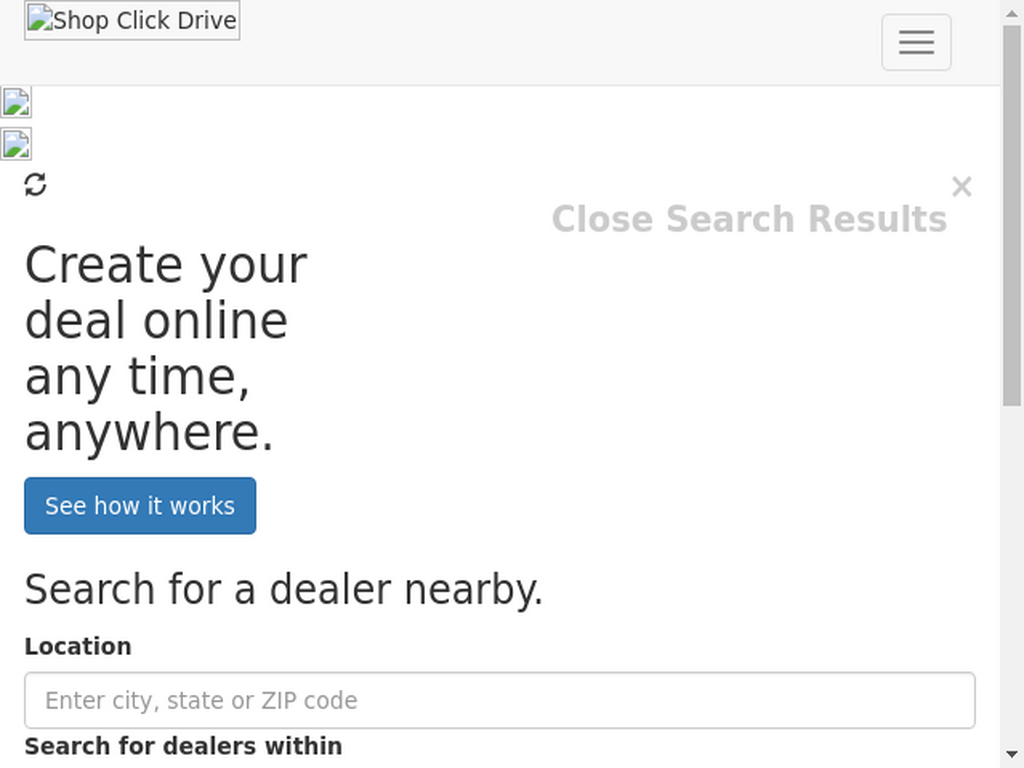 Shop Click Drive
×
Close Search Results
Create your
deal online
any time,
anywhere.
See how it works
Search for a dealer nearby.
Location
Enter city, state or ZIP code
Search for dealers within